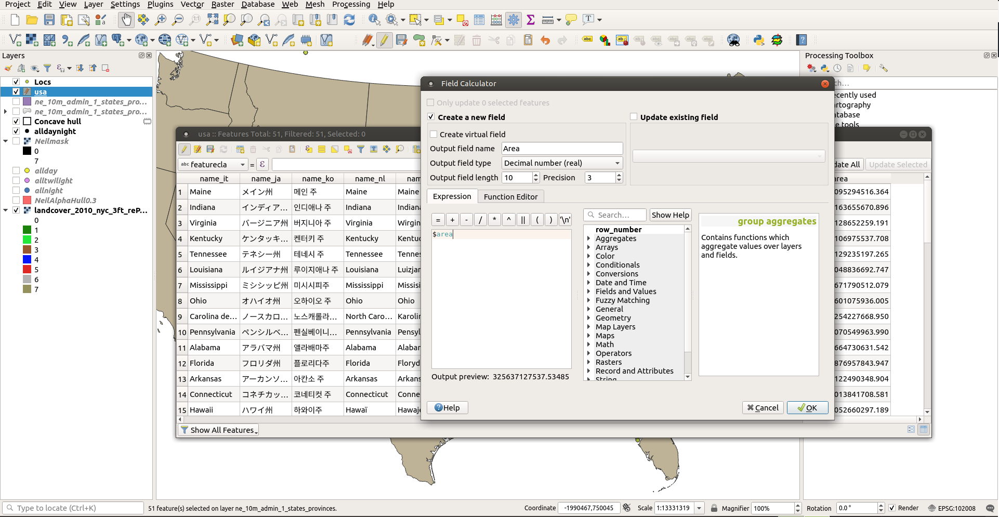 Project Edit View Layer Settings Plugins Vector Raster Database Web Mesh Processing Help
Layers
Locs
usa
ne_10m_admin_1_states_pro...
ne_10m_admin_1_states_pro...
Concave hull
alldaynight
Neilmask
0
7
allday
alltwilight
allnight
NeilAlphaHull0.3
landcover_2010_nyc_3ft_reP...
0
1
2
3
4
5
6
7
Processing Toolbox
ch...
ecently used
artography
atabase
e tools
usa :: Features Total: 51, Filtered: 51, Selected: 0
abc featurecla = ε
date All Update Selected
name_it name_ja name_ko name_nl nam rea
1 Maine メイン州 메인 주 Maine Maine 095294516.364
2 Indiana インディア... 인디애나 주 Indiana Indiana 163655670.896
3 Virginia バージニア州 버지니아 주 Virginia Wirgin 128652259.191
4 Kentucky ケンタッキ... 켄터키 주 Kentucky Kentuc 106975537.708
5 Tennessee テネシー州 테네시 주 Tennessee Tennes 129235197.265
6 Louisiana ルイジアナ州 루이지애나 주 Louisiana Luizjar 048836692.747
7 Mississippi ミシシッピ州 미시시피주 Mississippi Missisi 671790512.079
8 Ohio オハイオ州 오하이오 주 Ohio Ohio 601075936.005
9 Carolina de... ノースカロ... 노스캐롤라... North Caro... Karolin 254227668.950
10 Pennsylvania ペンシルベ... 펜실베이니... Pennsylvania Pensyl 070549963.990
11 Alabama アラバマ州 앨라배마주 Alabama Alabam 664730631.542
12 Florida フロリダ州 플로리다주 Florida Floryd 876957843.947
13 Arkansas アーカンソ... 아칸소 주 Arkansas Arkans 122490348.904
14 Connecticut コネチカッ... 코네티컷 주 Connecticut Conne 013841708.581
15 Hawaii ハワイ州 하와이주 Hawaï Hawaje 052660297.189
Show All Features
Field Calculator
Only update 0 selected features
Create a new field
Update existing field
Create virtual field
Output field name Area
Output field type Decimal number (real)
Output field length 10 Precision 3
Expression Function Editor
= + - / * ^ || ( ) '\n'
$area
Output preview: 325637127537.53485
Search... Show Help
row_number
Aggregates
Arrays
Color
Conditionals
Conversions
Date and Time
Fields and Values
Fuzzy Matching
General
Geometry
Map Layers
Maps
Math
Operators
Rasters
Record and Attributes
String
group aggregates
Contains functions which
aggregate values over layers
and fields.
Help Cancel OK
Type to locate (Ctrl+K) 51 feature(s) selected on layer ne_10m_admin_1_states_provinces. Coordinate -1990467,750045 Scale 1:13331319 Magnifier 100% Rotation 0.0 ° Render EPSG:102008